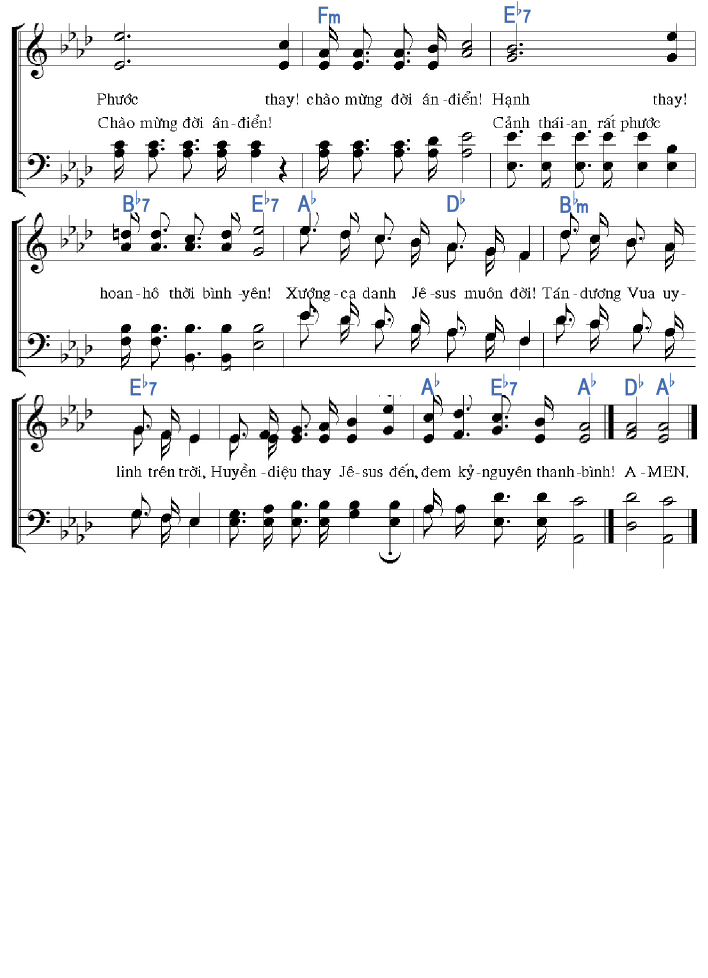 Fm E♭7
Phước thay! chào mừng đời ân-điển! Hạnh thay!
Chào mừng đời ân-điển! Cảnh thái-an rất phước
B♭7 E♭7 A♭ D♭ B♭m
hoan-hô thời bình-yên! Xướng-ca danh Jê-sus muôn đời! Tán-dương Vua uy-
E♭7 A♭ E♭7 A♭ D♭ A♭
linh trên trời, Huyền-diệu thay Jê-sus đến, đem kỷ-nguyên thanh-bình! A-MEN.